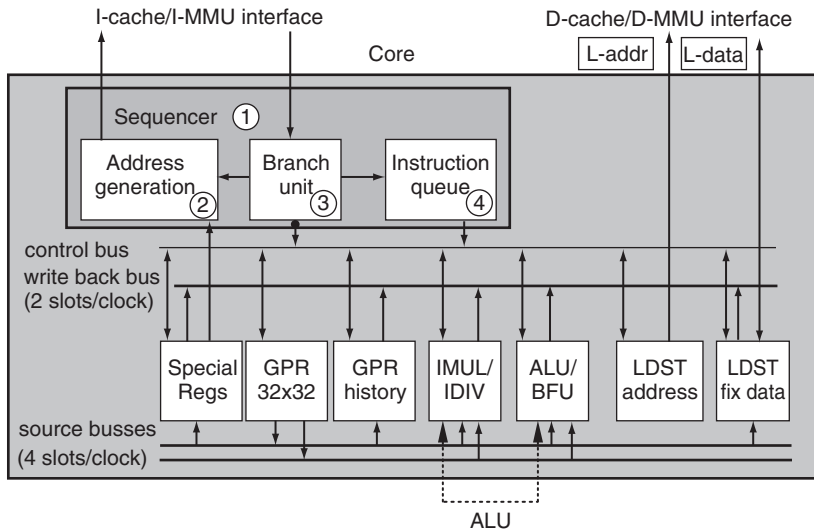 I-cache/I-MMU interface
D-cache/D-MMU interface
Core
L-addr
L-data
Sequencer 1
Address
generation
2
Branch
unit
3
Instruction
queue
4
control bus
write back bus
(2 slots/clock)
Special
Regs
GPR
32x32
GPR
history
IMUL/
IDIV
ALU/
BFU
LDST
address
LDST
fix data
source busses
(4 slots/clock)
ALU